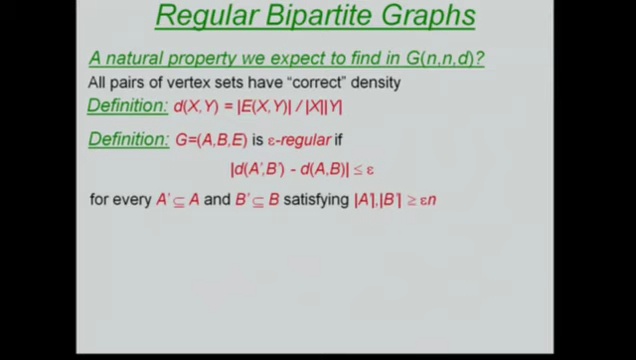 Regular Bipartite Graphs
A natural property we expect to find in G(n,n,d)?
All pairs of vertex sets have “correct” density
Definition: d(X,Y) = |E(X,Y)| / |X||Y|
Definition: G=(A,B,E) is ε-regular if
|d(A’,B’) - d(A,B)| ≤ ε
for every A’ ⊆ A and B’ ⊆ B satisfying |A’|,|B’| ≥ εn